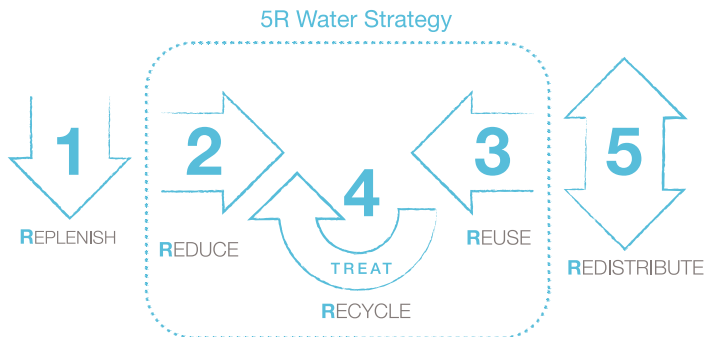 5R Water Strategy
1
REPLENISH
2
REDUCE
4
TREAT
RECYCLE
3
REUSE
5
REDISTRIBUTE